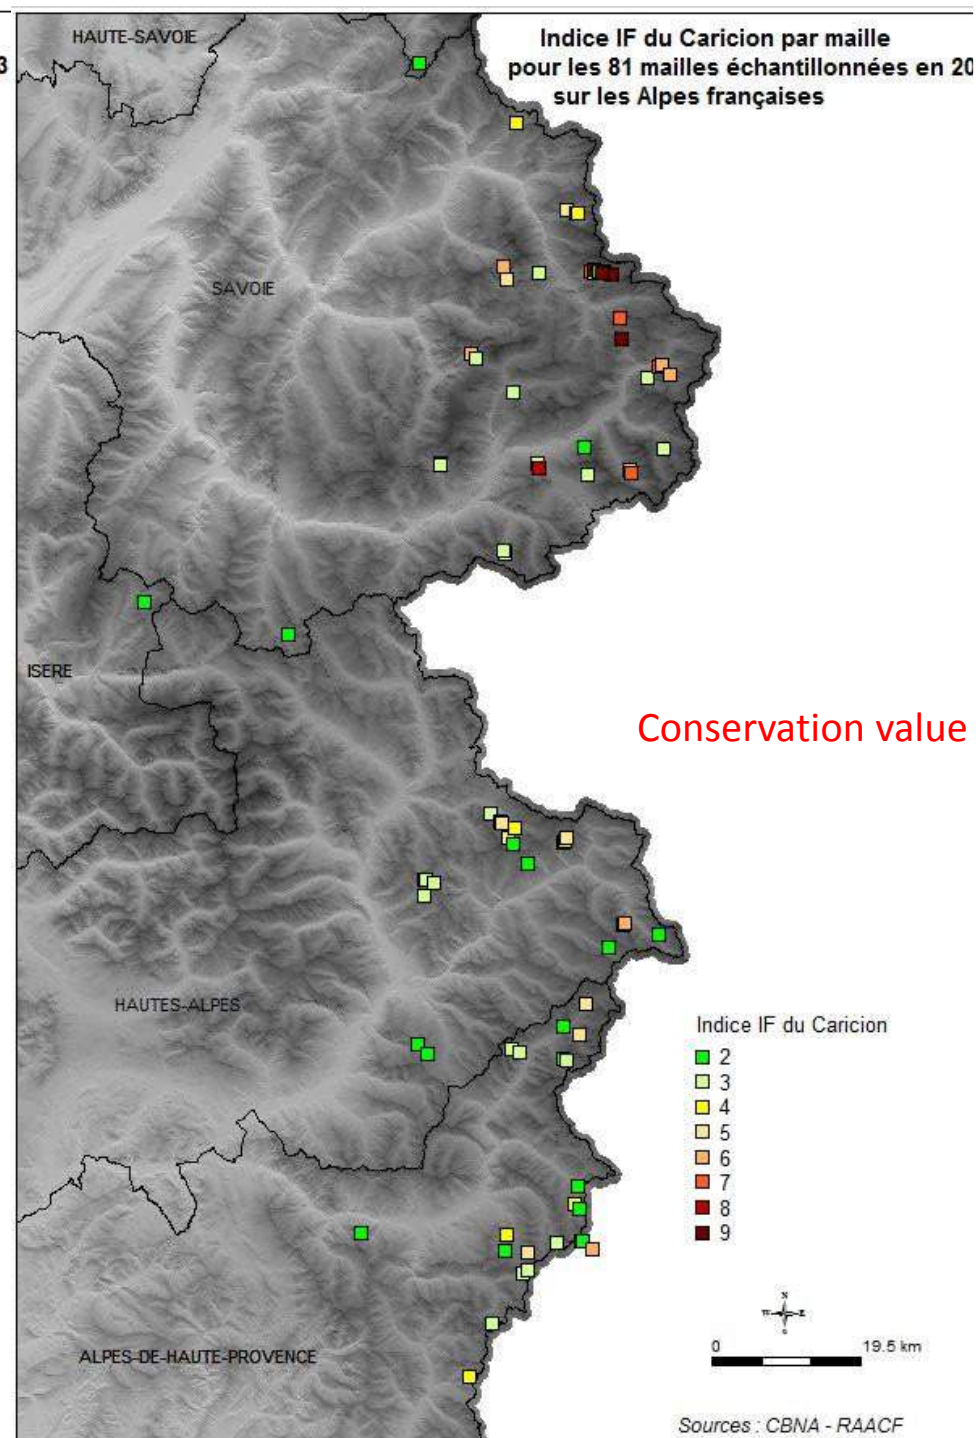 3
HAUTE-SAVOIE
Indice IF du Caricion par maille
pour les 81 mailles échantillonnées en 20
sur les Alpes françaises
SAVOIE
ISERE
Conservation value
HAUTES-ALPES
Indice IF du Caricion
2
3
4
5
6
7
8
9
N
W E
S
0 19.5 km
ALPES-DE-HAUTE-PROVENCE
Sources : CBNA - RAACF